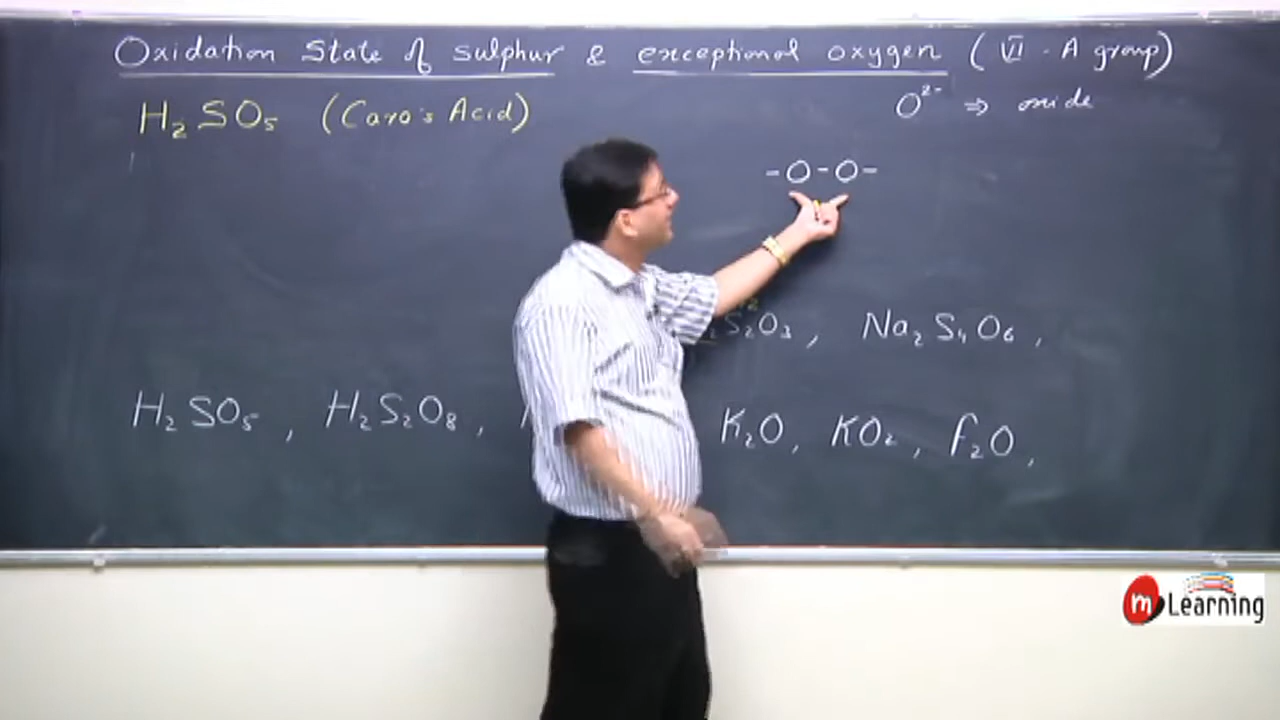 Oxidation State of sulphur & exceptional oxygen (VI - A group)
H₂SO₅ (Caro's Acid)
O²⁻ ⇒ oxide
-O-O-
S₂O₃, Na₂S₄O₆,
H₂SO₅, H₂S₂O₈,
K₂O, KO₂, F₂O,
m Learning